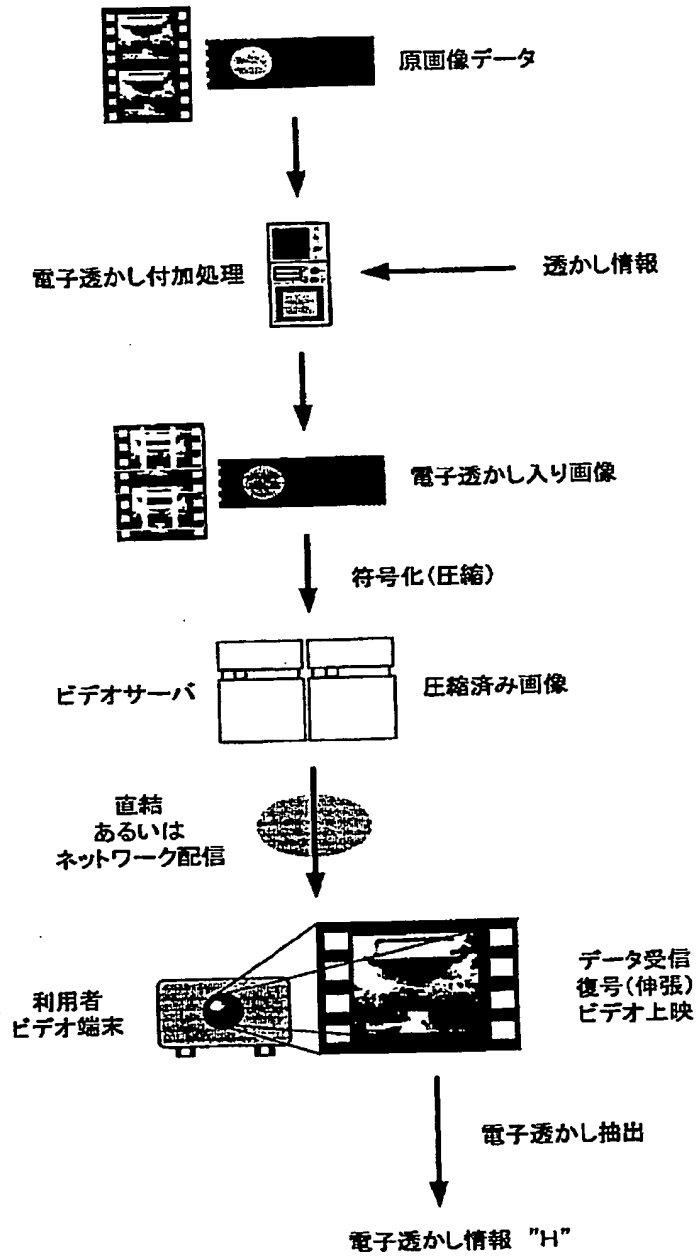 原画像データ
電子透かし付加処理
透かし情報
電子透かし入り画像
符号化(圧縮)
ビデオサーバ
圧縮済み画像
直結
あるいは
ネットワーク配信
利用者
ビデオ端末
データ受信
復号(伸張)
ビデオ上映
電子透かし抽出
電子透かし情報 "H"